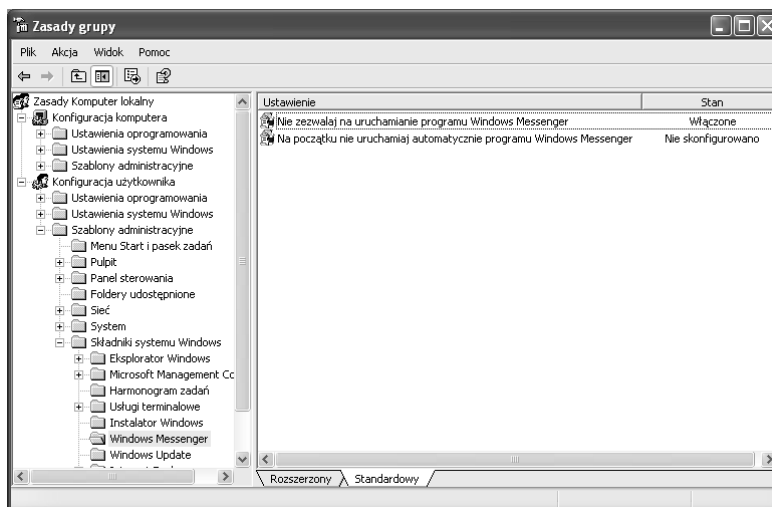 Zasady grupy
Plik Akcja Widok Pomoc
Zasady Komputer lokalny
Konfiguracja komputera
Ustawienia oprogramowania
Ustawienia systemu Windows
Szablony administracyjne
Konfiguracja użytkownika
Ustawienia oprogramowania
Ustawienia systemu Windows
Szablony administracyjne
Menu Start i pasek zadań
Pulpit
Panel sterowania
Foldery udostępnione
Sieć
System
Składniki systemu Windows
Eksplorator Windows
Microsoft Management Cc
Harmonogram zadań
Usługi terminalowe
Instalator Windows
Windows Messenger
Windows Update
Ustawienie Stan
Nie zezwalaj na uruchamianie programu Windows Messenger Włączone
Na początku nie uruchamiaj automatycznie programu Windows Messenger Nie skonfigurowano
Rozszerzony Standardowy